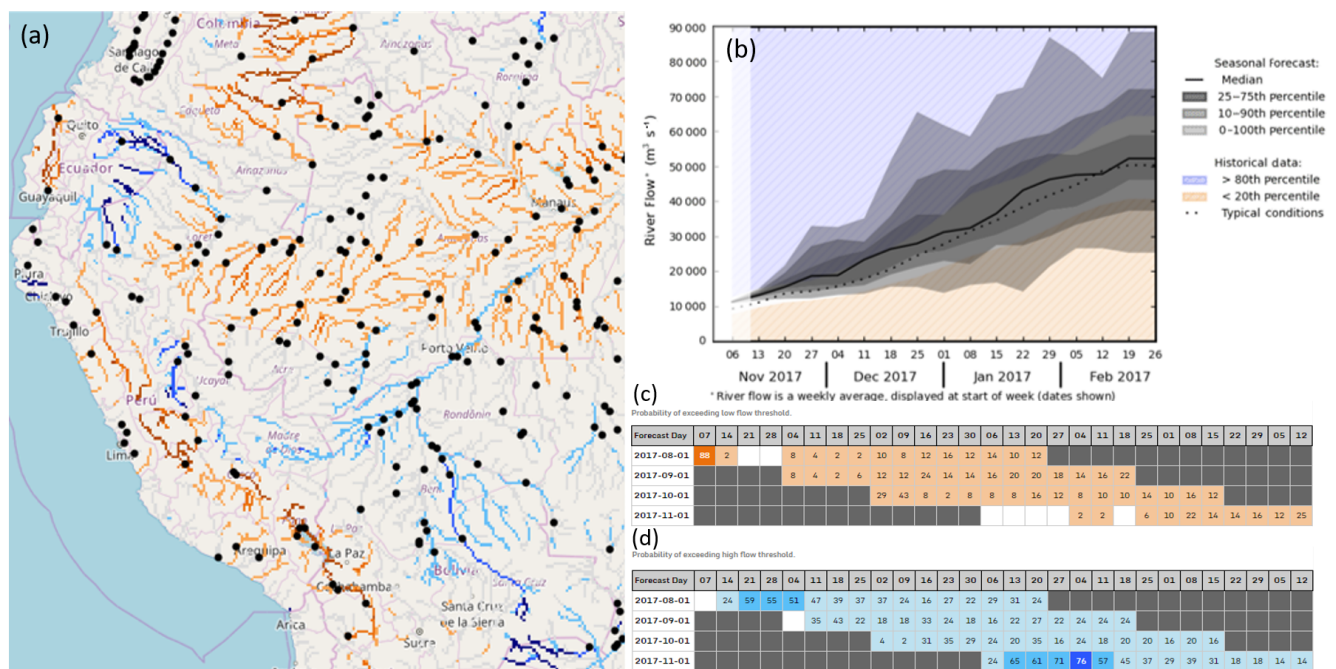 (a)
Colombia
Meta
Amazonas
Roraima
Santiago
de Cali
Caquetá
Quito
Ecuador
Guayaquil
Amazonas
Manaus
Loreto
Amazonas
Piura
Chiclayo
Trujillo
Porto Velho
Ucayali
Acre
Perú
Rondônia
Lima
Madre
de Dios
Beni
La Paz
Arequipa
La Paz
Cochabamba
Bolivia
Santa Cruz
Santa Cruz
de la Sierra
Arica
Sucre
(b)
River Flow* (m³ s⁻¹)
90 000
80 000
70 000
60 000
50 000
40 000
30 000
20 000
10 000
0
06 13 20 27 04 11 18 25 01 08 15 22 29 05 12 19 26
Nov 2017 Dec 2017 Jan 2017 Feb 2017
*River flow is a weekly average, displayed at start of week (dates shown)
Seasonal Forecast:
Median
25–75th Percentile
10–90th Percentile
0–100th Percentile
Historical data:
> 80th Percentile
< 20th Percentile
Typical conditions
(c)
Probability of exceeding low flow threshold.
Forecast Day 07 14 21 28 04 11 18 25 02 09 16 23 30 06 13 20 27 04 11 18 25 01 08 15 22 29 05 12
2017-08-01 88 2 8 4 2 2 10 8 12 16 12 14 10 12
2017-09-01 8 4 2 6 12 12 24 14 14 16 20 20 18 14 16 22
2017-10-01 29 43 8 2 8 8 8 16 12 8 10 10 14 10 16 12
2017-11-01 2 2 6 10 22 14 14 16 12 25
(d)
Probability of exceeding high flow threshold.
Forecast Day 07 14 21 28 04 11 18 25 02 09 16 23 30 06 13 20 27 04 11 18 25 01 08 15 22 29 05 12
2017-08-01 24 59 55 51 47 39 37 37 24 16 27 22 29 31 24
2017-09-01 35 43 22 18 18 33 24 18 16 22 27 22 24 24 24
2017-10-01 4 2 31 35 29 24 20 35 16 24 18 20 20 16 20 16
2017-11-01 24 65 61 71 76 57 45 37 29 39 31 18 18 14 14